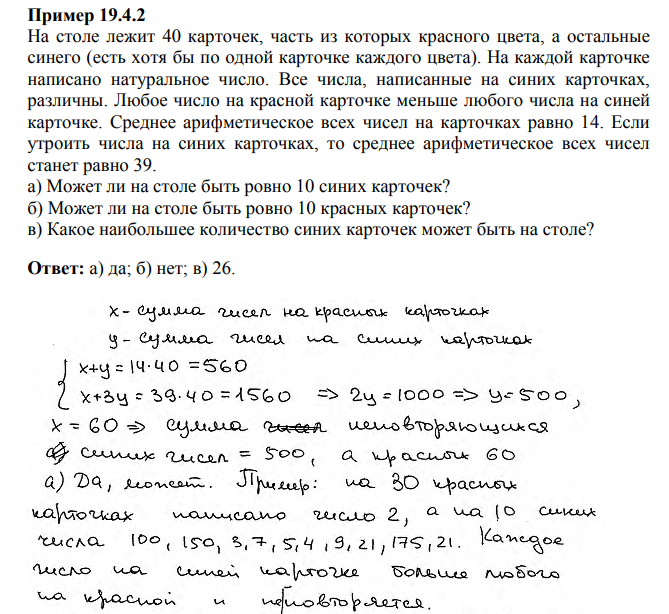 Пример 19.4.2
На столе лежит 40 карточек, часть из которых красного цвета, а остальные
синего (есть хотя бы по одной карточке каждого цвета). На каждой карточке
написано натуральное число. Все числа, написанные на синих карточках,
различны. Любое число на красной карточке меньше любого числа на синей
карточке. Среднее арифметическое всех чисел на карточках равно 14. Если
утроить числа на синих карточках, то среднее арифметическое всех чисел
станет равно 39.
а) Может ли на столе быть ровно 10 синих карточек?
б) Может ли на столе быть ровно 10 красных карточек?
в) Какое наибольшее количество синих карточек может быть на столе?
Ответ: а) да; б) нет; в) 26.
x - сумма чисел на красных карточках
y - сумма чисел на синих карточках
x+y = 14·40 = 560
x+3y = 39·40 = 1560 => 2y = 1000 => y = 500,
x = 60 => сумма чисел неповторяющихся
а) синих чисел = 500, а красных 60
а) Да, может. Пример: на 30 красных
карточках написано число 2, а на 10 синих
числа 100, 150, 3, 7, 5, 4, 9, 21, 175, 21. Каждое
число на синей карточке больше любого
на красной и неповторяется.